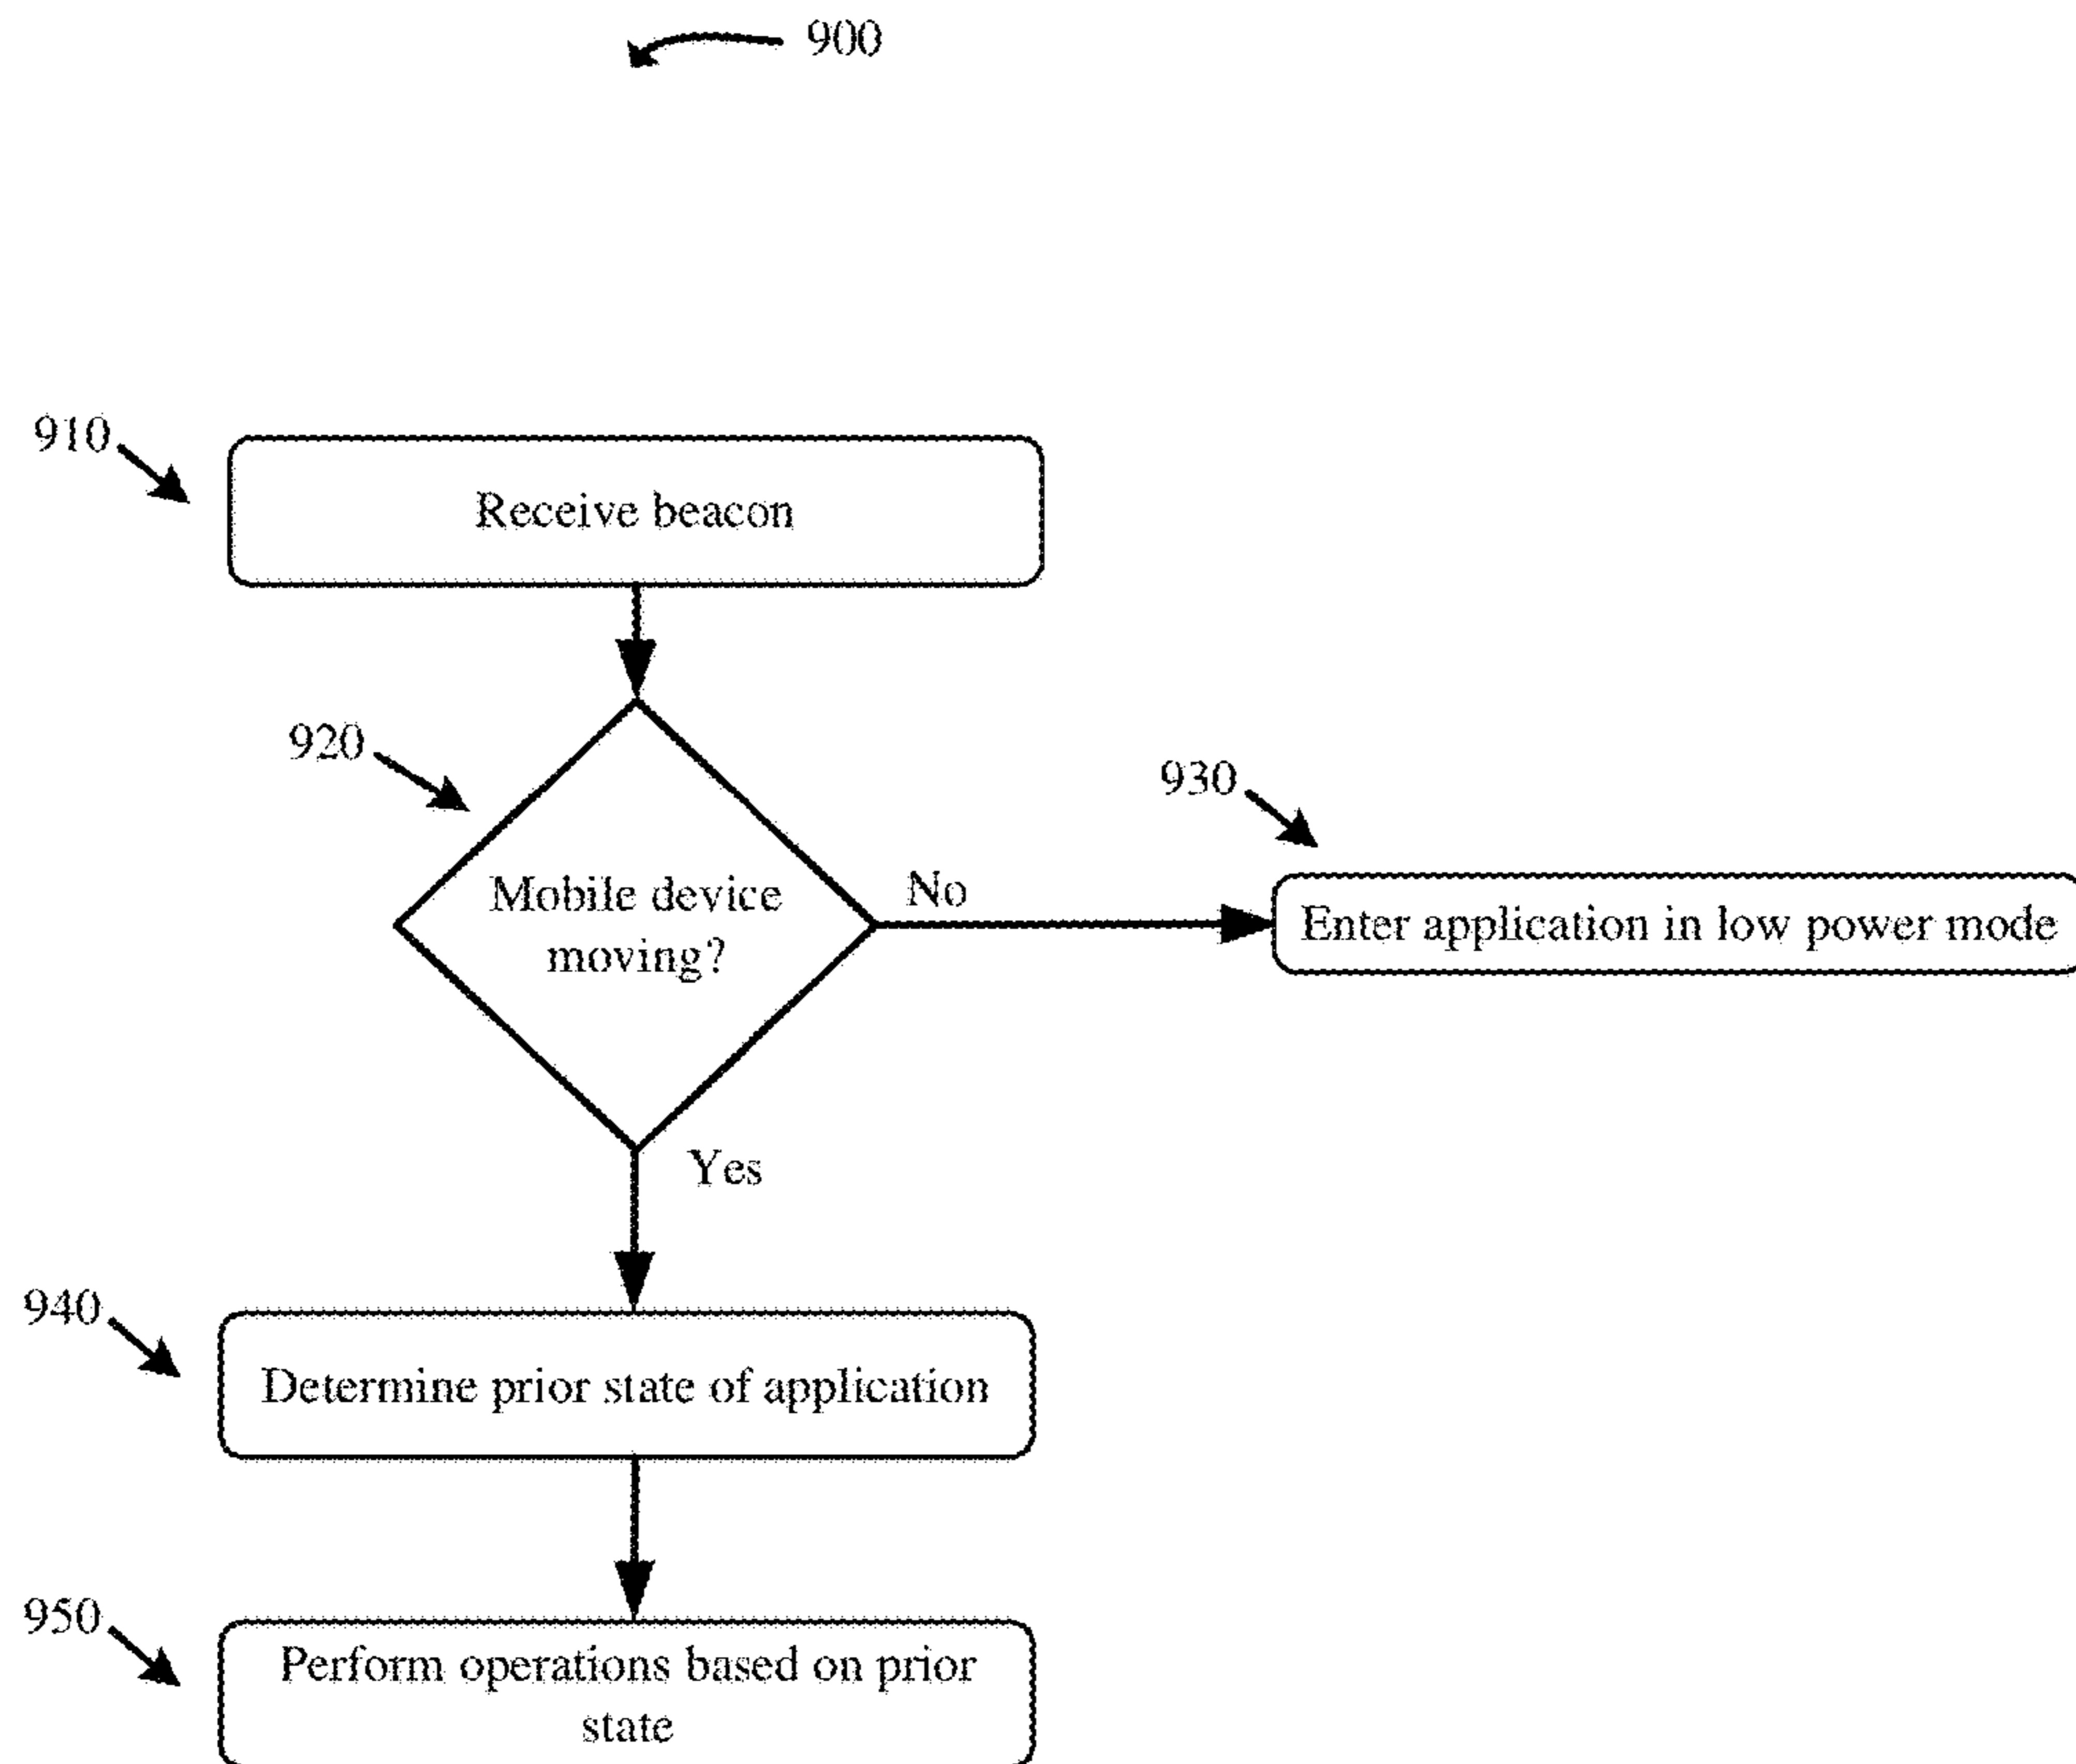 900
910
Receive beacon
920
930
Mobile device
moving?
No
Enter application in low power mode
Yes
940
Determine prior state of application
950
Perform operations based on prior
state